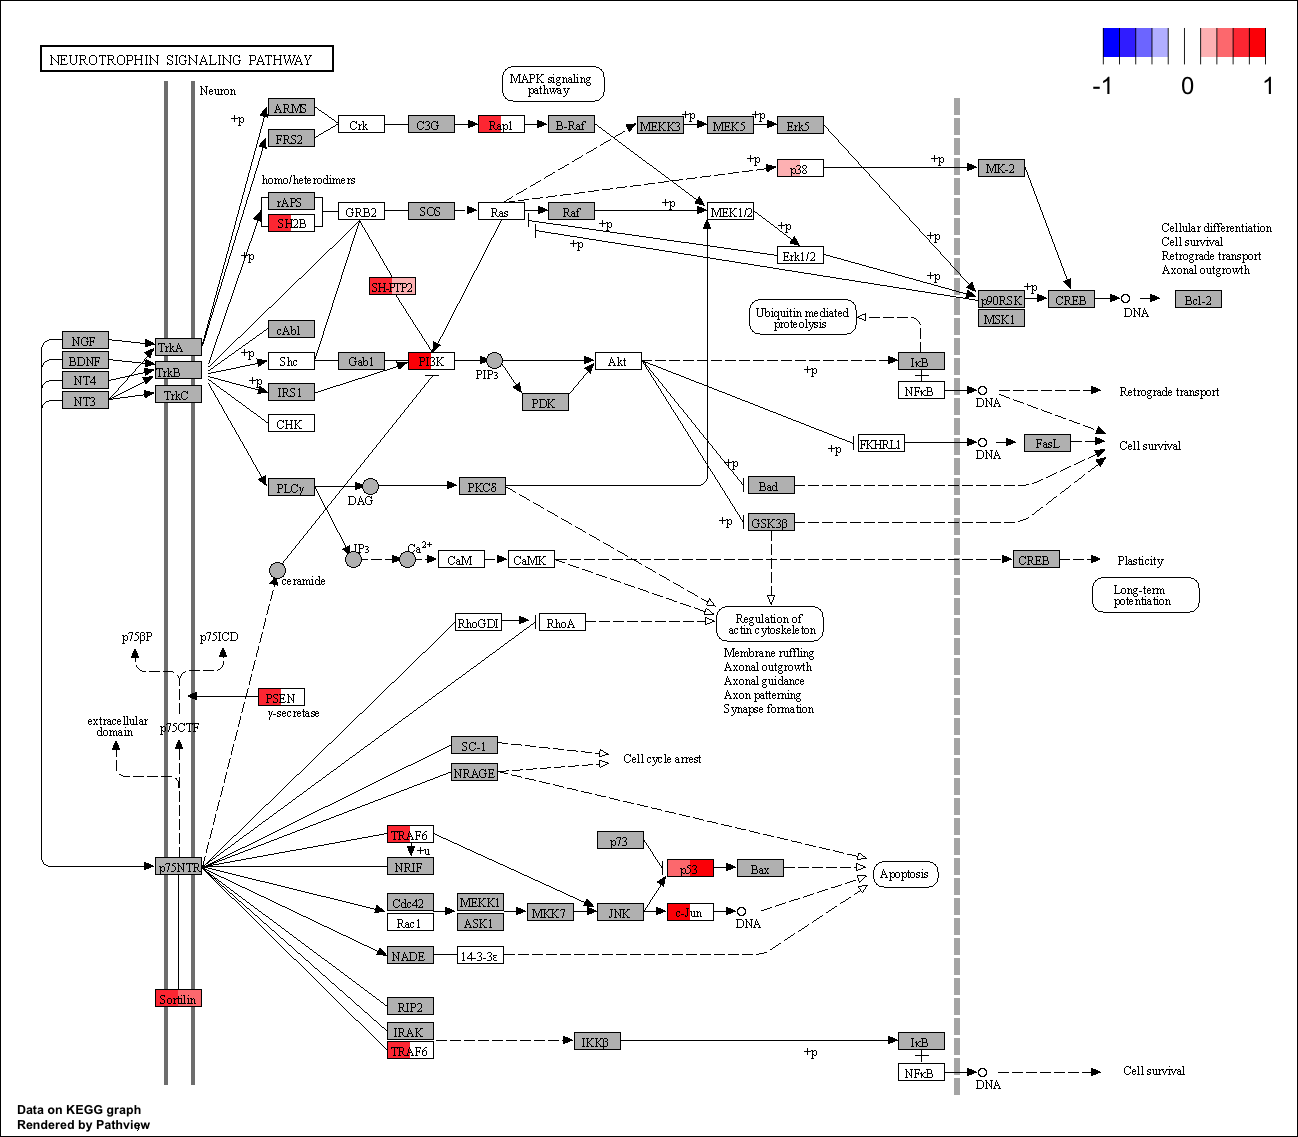 NEUROTROPHIN SIGNALING PATHWAY
-1 0 1
Neuron
MAPK signaling
pathway
ARMS
FRS2
+p
Crk
C3G
Rap1
B-Raf
MEKK3
+p
MEK5
+p
Erk5
+p
p38
+p
MK-2
homo/heterodimers
rAPS
SH2B
GRB2
SOS
Ras
Raf
+p
MEK1/2
+p
+p
Erk1/2
+p
+p
+p
SH-PTP2
Cellular differentiation
Cell survival
Retrograde transport
Axonal outgrowth
p90RSK
+p
MSK1
CREB
DNA
Bcl-2
Ubiquitin mediated
proteolysis
NGF
BDNF
NT4
NT3
TrkA
TrkB
TrkC
cAbl
+p
Shc
Gab1
PI3K
PIP3
Akt
+p
IκB
+p
IRS1
PDK
NFκB
DNA
Retrograde transport
CHK
FKHRL1
+p
DNA
FasL
Cell survival
+p
Bad
PLCγ
DAG
PKCδ
+p
GSK3β
IP3
Ca2+
CaM
CaMK
CREB
Plasticity
Long-term
potentiation
ceramide
RhoGDI
RhoA
Regulation of
actin cytoskeleton
Membrane ruffling
Axonal outgrowth
Axonal guidance
Axon patterning
Synapse formation
p75βP
p75ICD
PSEN
γ-secretase
extracellular
domain
p75CTF
SC-1
NRAGE
Cell cycle arrest
TRAF6
+u
NRIF
p73
p53
Bax
Apoptosis
p75NTR
Cdc42
Rac1
MEKK1
ASK1
MKK7
JNK
c-Jun
DNA
NADE
14-3-3ε
Sortilin
RIP2
IRAK
TRAF6
IKKβ
+p
IκB
NFκB
DNA
Cell survival
Data on KEGG graph
Rendered by Pathview